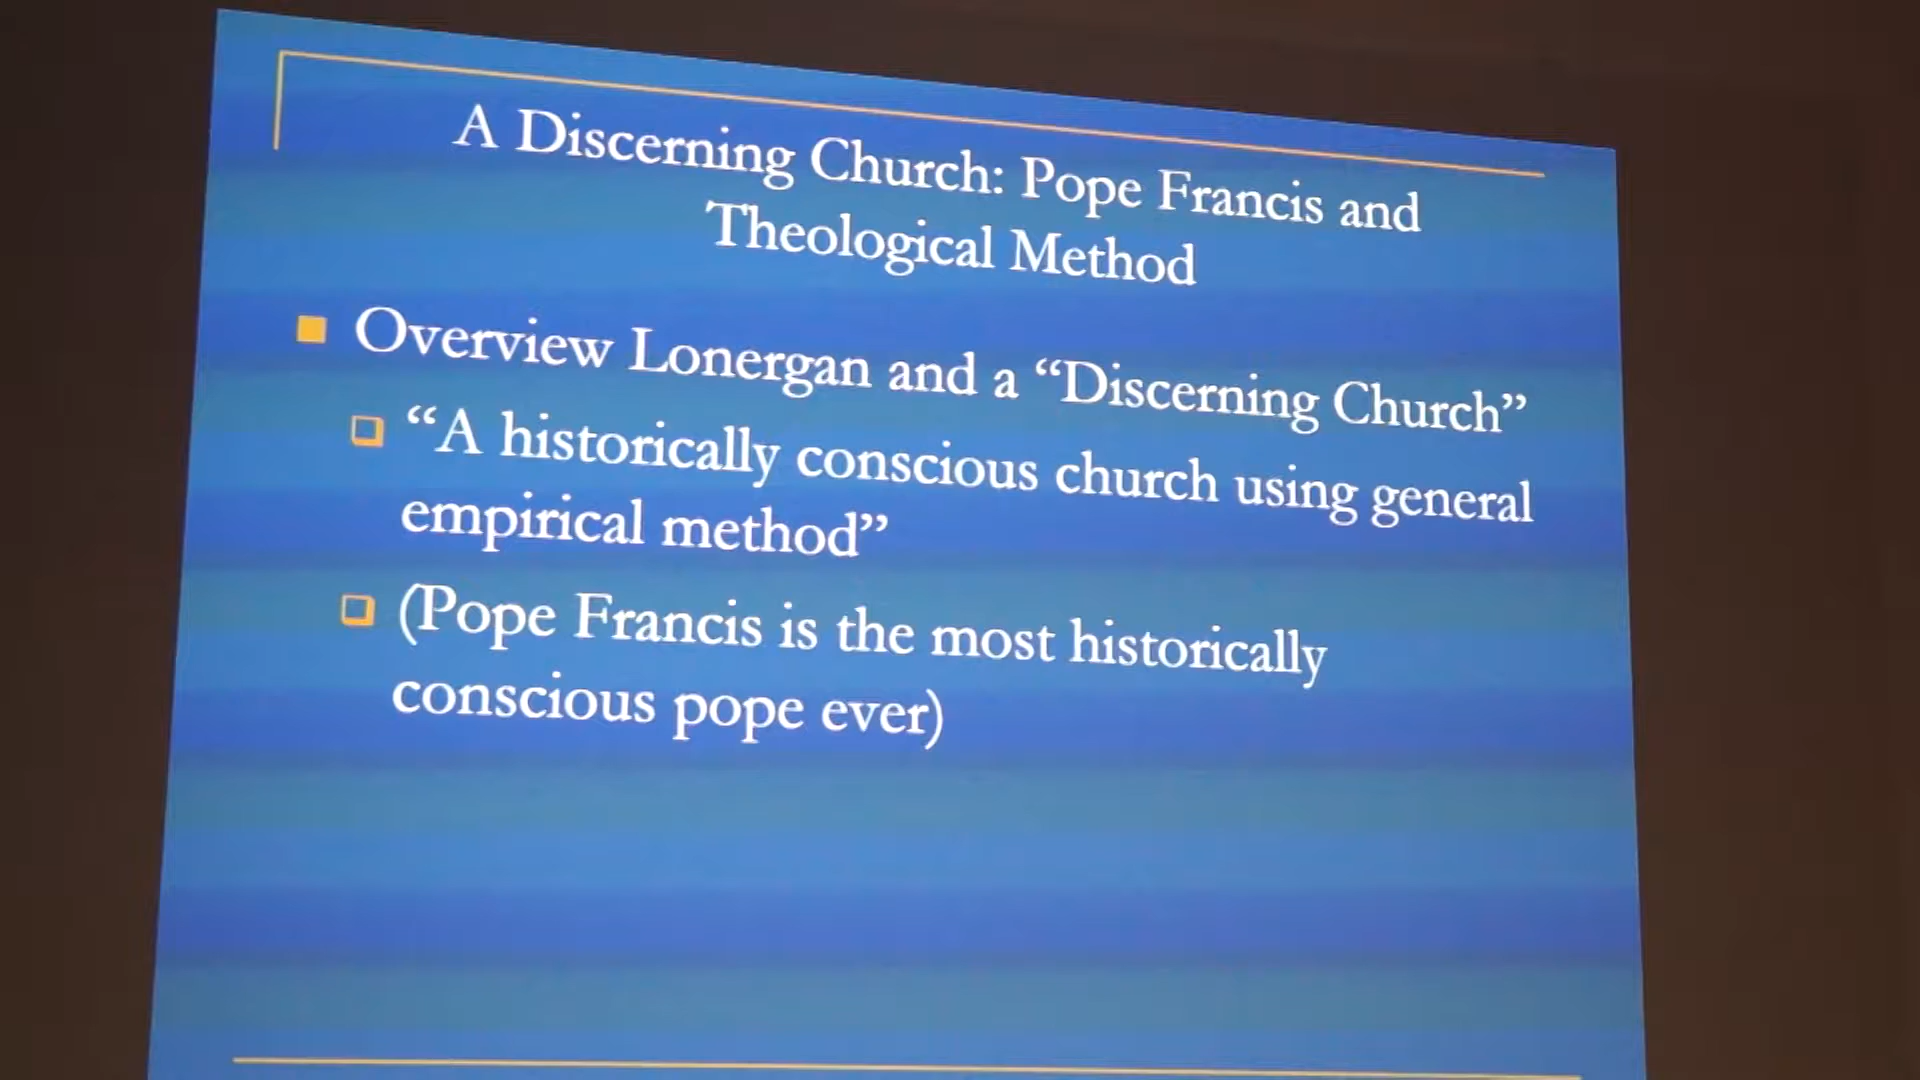 A Discerning Church: Pope Francis and
Theological Method
Overview Lonergan and a “Discerning Church”
“A historically conscious church using general
empirical method”
(Pope Francis is the most historically
conscious pope ever)